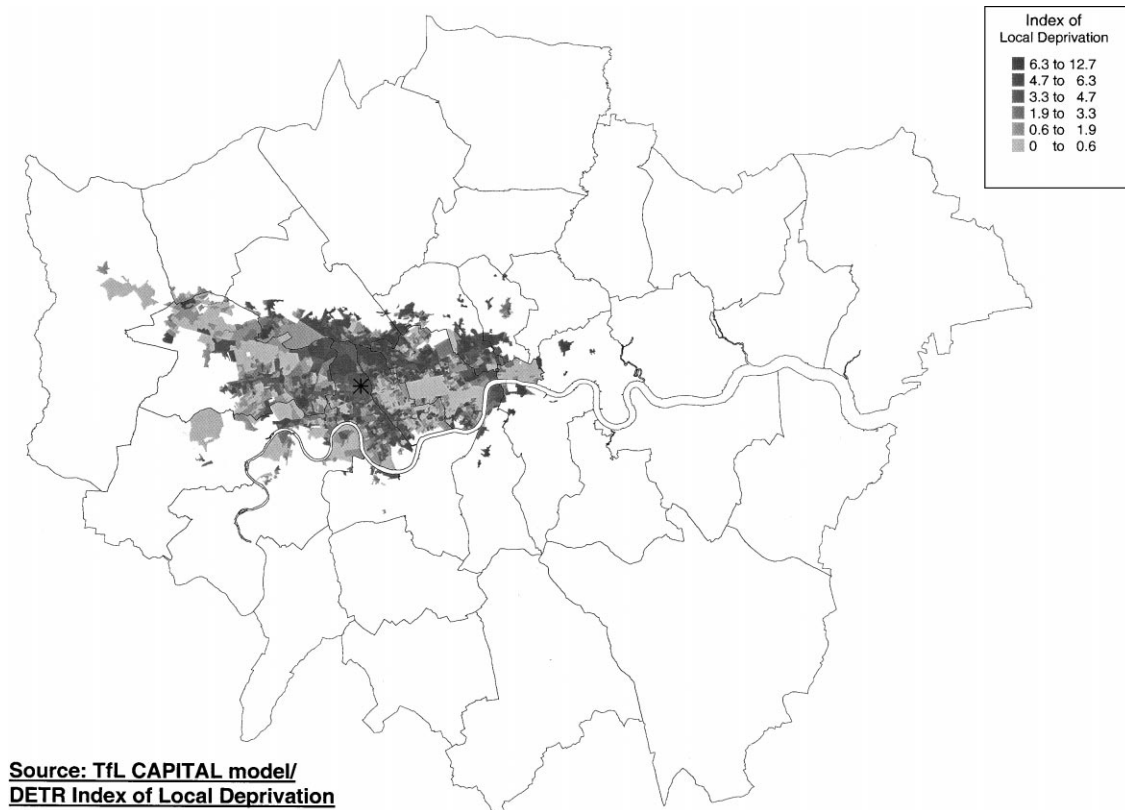 Index of
Local Deprivation
6.3 to 12.7
4.7 to 6.3
3.3 to 4.7
1.9 to 3.3
0.6 to 1.9
0 to 0.6
Source: TfL CAPITAL model/
DETR Index of Local Deprivation